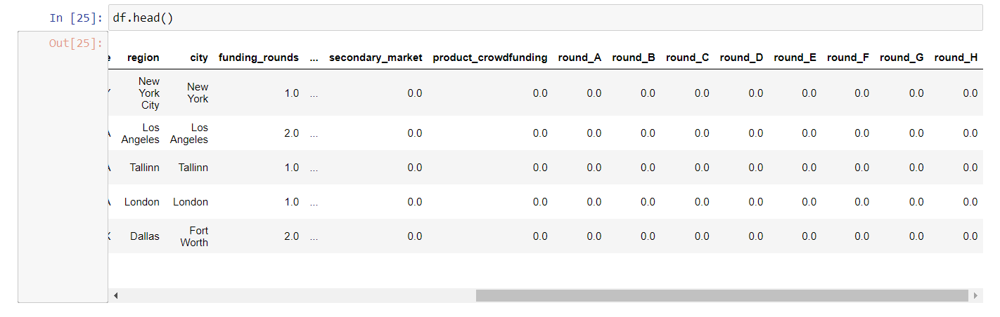 In [25]: df.head()
Out[25]:
region city funding_rounds ... secondary_market product_crowdfunding round_A round_B round_C round_D round_E round_F round_G round_H
New York City New York 1.0 ... 0.0 0.0 0.0 0.0 0.0 0.0 0.0 0.0 0.0 0.0
Los Angeles Los Angeles 2.0 ... 0.0 0.0 0.0 0.0 0.0 0.0 0.0 0.0 0.0 0.0
Tallinn Tallinn 1.0 ... 0.0 0.0 0.0 0.0 0.0 0.0 0.0 0.0 0.0 0.0
London London 1.0 ... 0.0 0.0 0.0 0.0 0.0 0.0 0.0 0.0 0.0 0.0
Dallas Fort Worth 2.0 ... 0.0 0.0 0.0 0.0 0.0 0.0 0.0 0.0 0.0 0.0